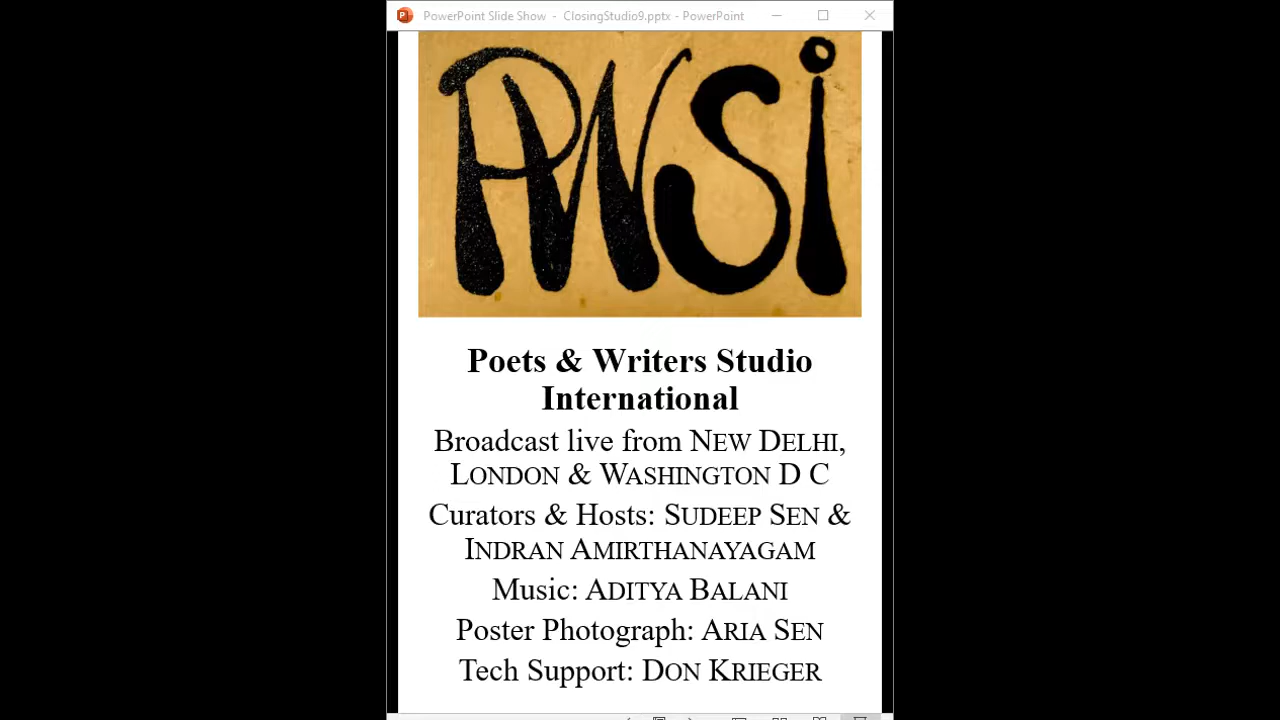 PowerPoint Slide Show - ClosingStudio9.pptx - PowerPoint
PWSi
Poets & Writers Studio
International
Broadcast live from NEW DELHI,
LONDON & WASHINGTON D C
Curators & Hosts: SUDEEP SEN &
INDRAN AMIRTHANAYAGAM
Music: ADITYA BALANI
Poster Photograph: ARIA SEN
Tech Support: DON KRIEGER